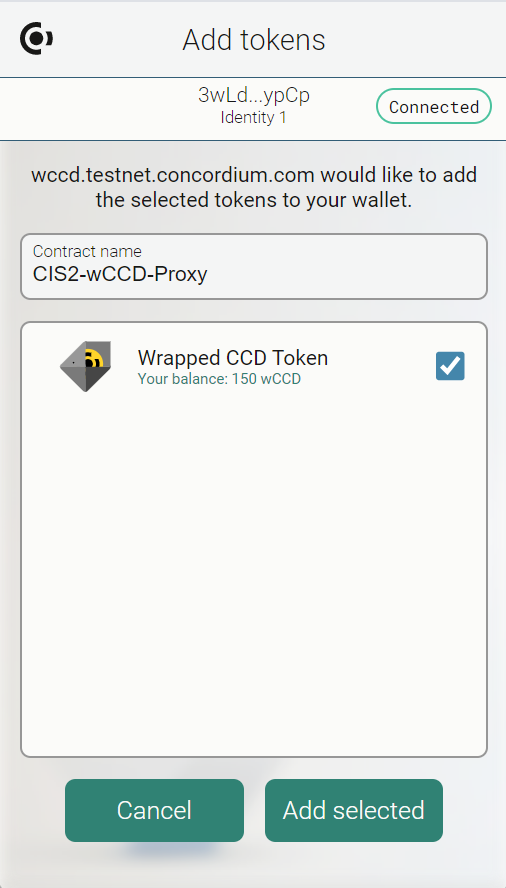 Add tokens
3wLd...ypCp
Identity 1
Connected
wccd.testnet.concordium.com would like to add
the selected tokens to your wallet.
Contract name
CIS2-wCCD-Proxy
Wrapped CCD Token
Your balance: 150 wCCD
Cancel
Add selected